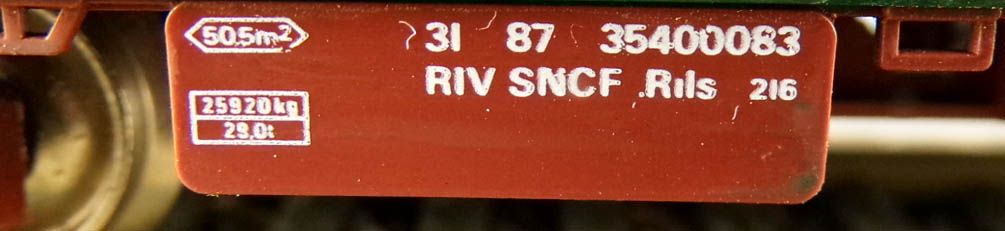 50.5m²
31 87 35400083
RIV SNCF Rils 216
25920kg
29.0t